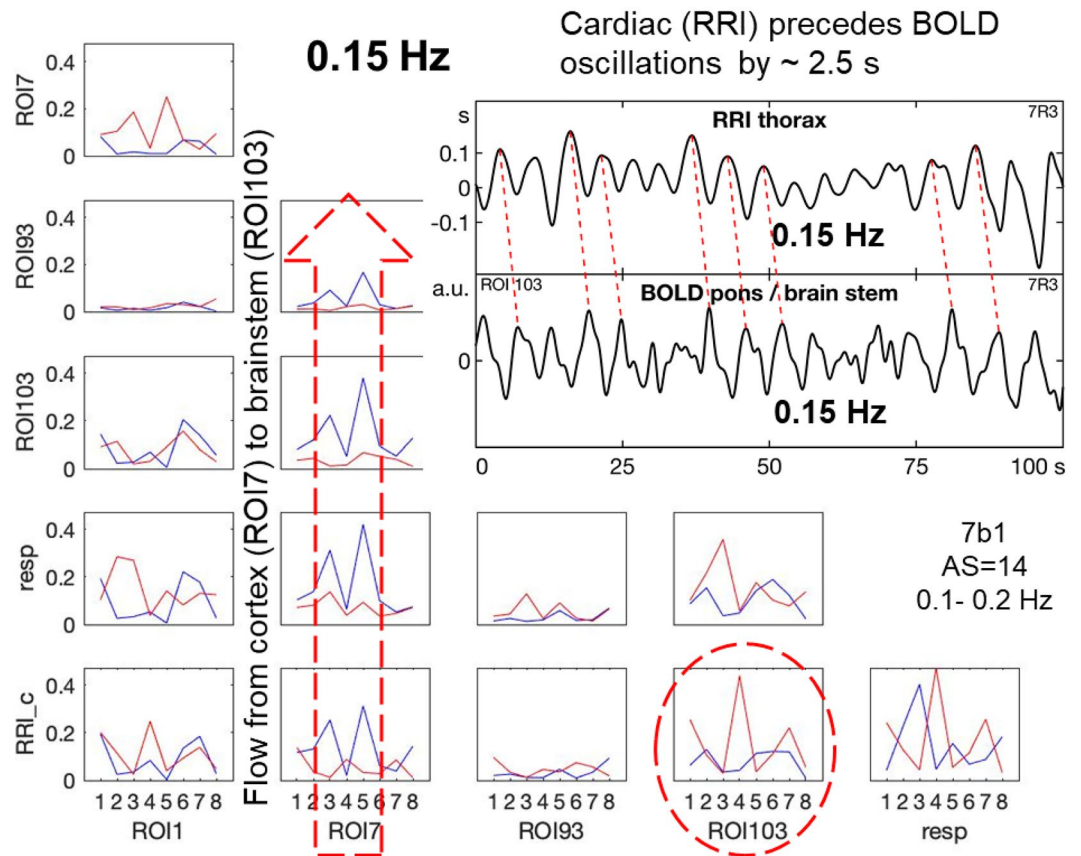 0.15 Hz
Cardiac (RRI) precedes BOLD
oscillations by ~ 2.5 s
ROI7
0.4
0.2
0
ROI93
0.4
0.2
0
ROI103
0.4
0.2
0
resp
0.4
0.2
0
RRI_c
0.4
0.2
0
Flow from cortex (ROI7) to brainstem (ROI103)
s
RRI thorax
7R3
0.1
0
-0.1
0.15 Hz
a.u.
ROI 103
BOLD pons / brain stem
7R3
0
0.15 Hz
0 25 50 75 100 s
7b1
AS=14
0.1- 0.2 Hz
1 2 3 4 5 6 7 8
ROI1
1 2 3 4 5 6 7 8
ROI7
1 2 3 4 5 6 7 8
ROI93
1 2 3 4 5 6 7 8
ROI103
1 2 3 4 5 6 7 8
resp